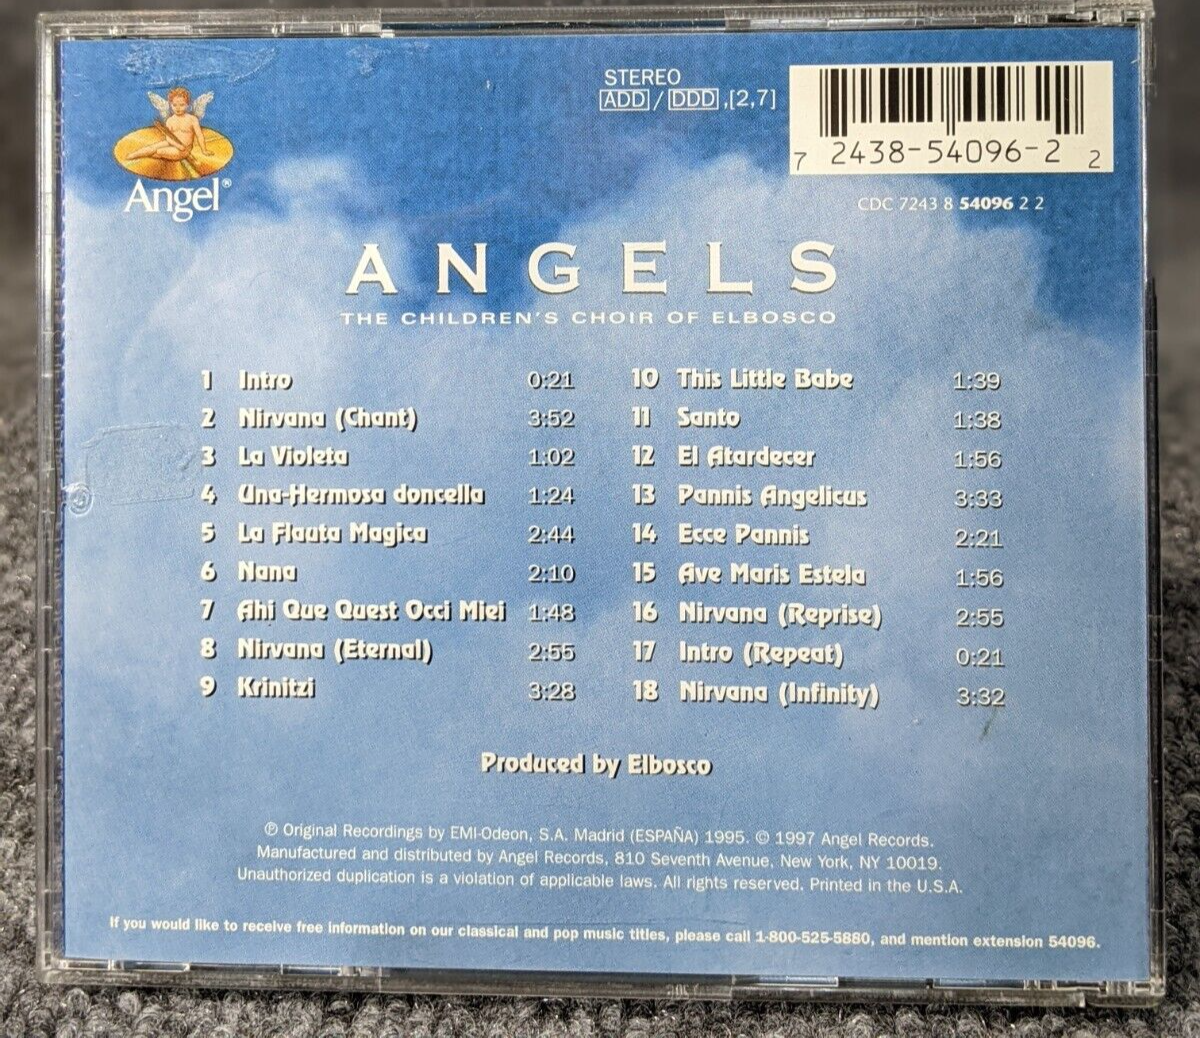 Angel®
STEREO
ADD / DDD ,[2,7]
7 2438-54096-2 2
CDC 7243 8 54096 2 2
ANGELS
THE CHILDREN'S CHOIR OF ELBOSCO
1 Intro 0:21
2 Nirvana (Chant) 3:52
3 La Violeta 1:02
4 Una-Hermosa doncella 1:24
5 La Flauta Magica 2:44
6 Nana 2:10
7 Ahi Que Quest Occi Miei 1:48
8 Nirvana (Eternal) 2:55
9 Krinitzi 3:28
10 This Little Babe 1:39
11 Santo 1:38
12 El Atardecer 1:56
13 Pannis Angelicus 3:33
14 Ecce Pannis 2:21
15 Ave Maris Estela 1:56
16 Nirvana (Reprise) 2:55
17 Intro (Repeat) 0:21
18 Nirvana (Infinity) 3:32
Produced by Elbosco
℗ Original Recordings by EMI-Odeon, S.A. Madrid (ESPAÑA) 1995. © 1997 Angel Records.
Manufactured and distributed by Angel Records, 810 Seventh Avenue, New York, NY 10019.
Unauthorized duplication is a violation of applicable laws. All rights reserved. Printed in the U.S.A.
If you would like to receive free information on our classical and pop music titles, please call 1-800-525-5880, and mention extension 54096.